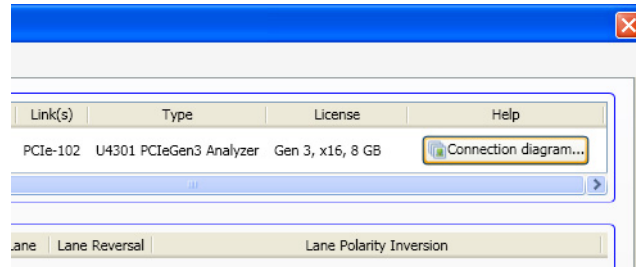 Link(s) Type License Help
PCIe-102 U4301 PCIeGen3 Analyzer Gen 3, x16, 8 GB Connection diagram...
Lane Lane Reversal Lane Polarity Inversion